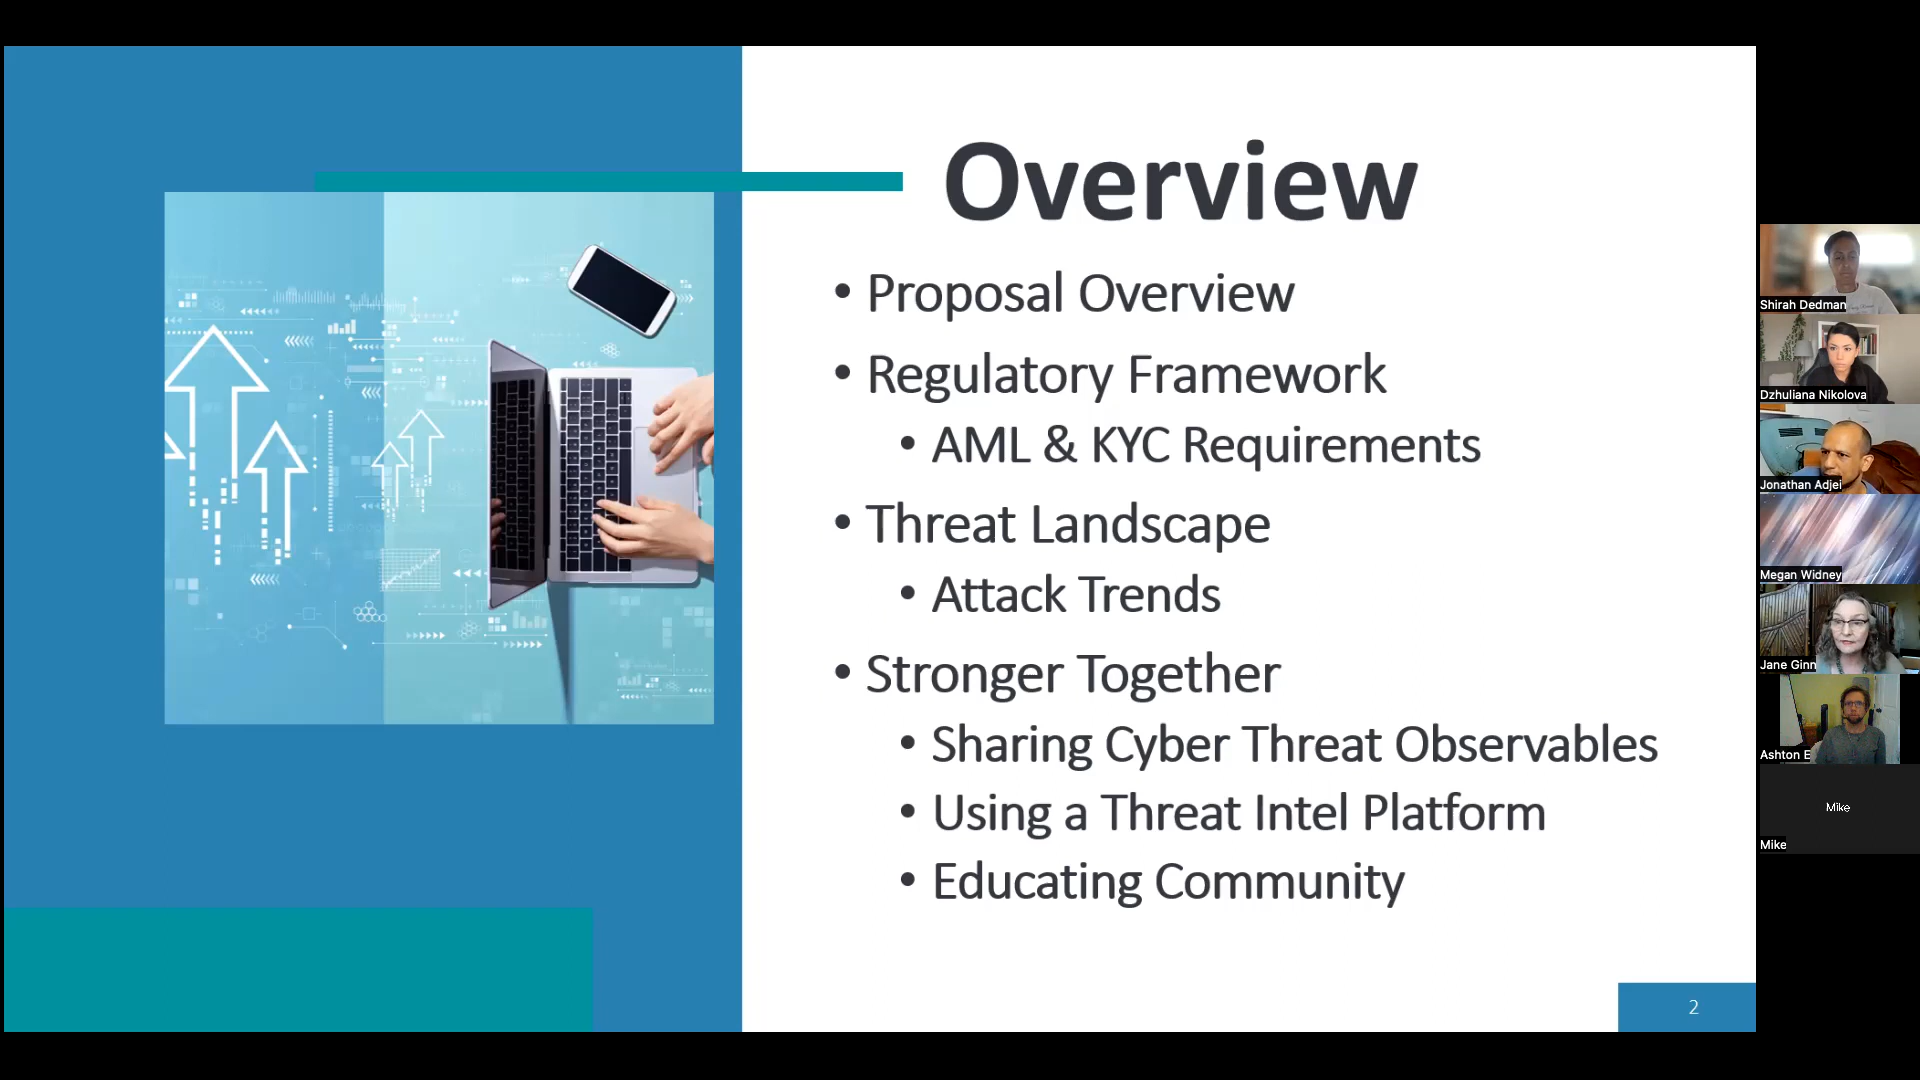 Overview
• Proposal Overview
• Regulatory Framework
• AML & KYC Requirements
• Threat Landscape
• Attack Trends
• Stronger Together
• Sharing Cyber Threat Observables
• Using a Threat Intel Platform
• Educating Community
2
Shirah Dedman
Dzhuliana Nikolova
Jonathan Adjei
Megan Widney
Jane Ginn
Ashton E
Mike
Mike